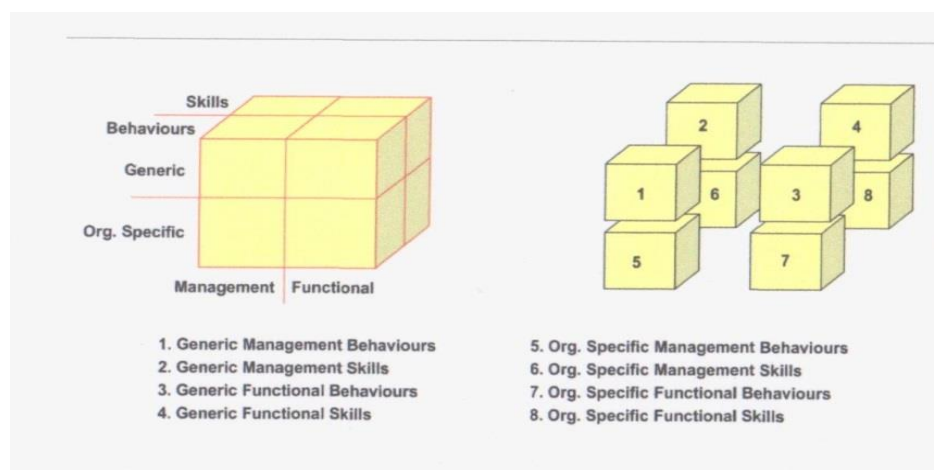 Skills
Behaviours
Generic
Org. Specific
Management Functional
2
4
1
6
3
8
5
7
1. Generic Management Behaviours
2. Generic Management Skills
3. Generic Functional Behaviours
4. Generic Functional Skills
5. Org. Specific Management Behaviours
6. Org. Specific Management Skills
7. Org. Specific Functional Behaviours
8. Org. Specific Functional Skills